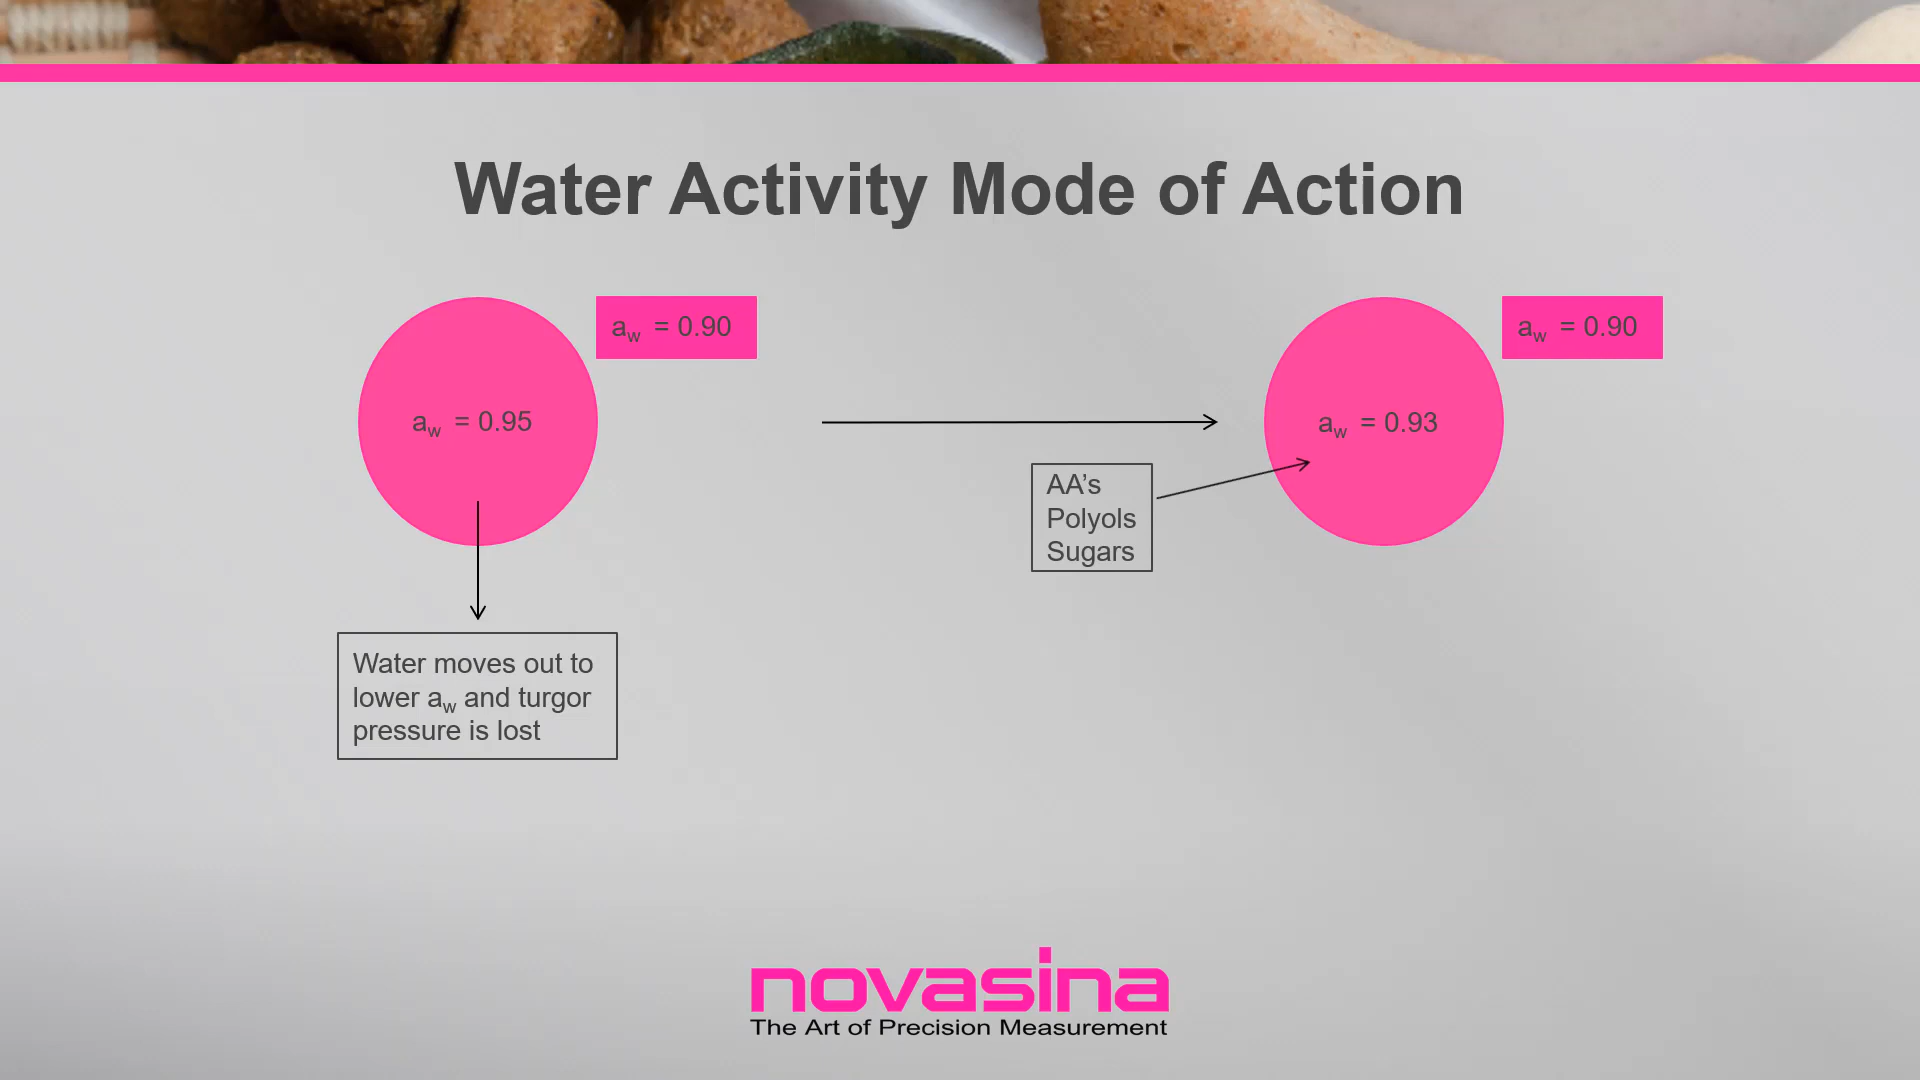 Water Activity Mode of Action
aw = 0.90
aw = 0.95
aw = 0.90
aw = 0.93
AA’s
Polyols
Sugars
Water moves out to
lower aw and turgor
pressure is lost
novasina
The Art of Precision Measurement